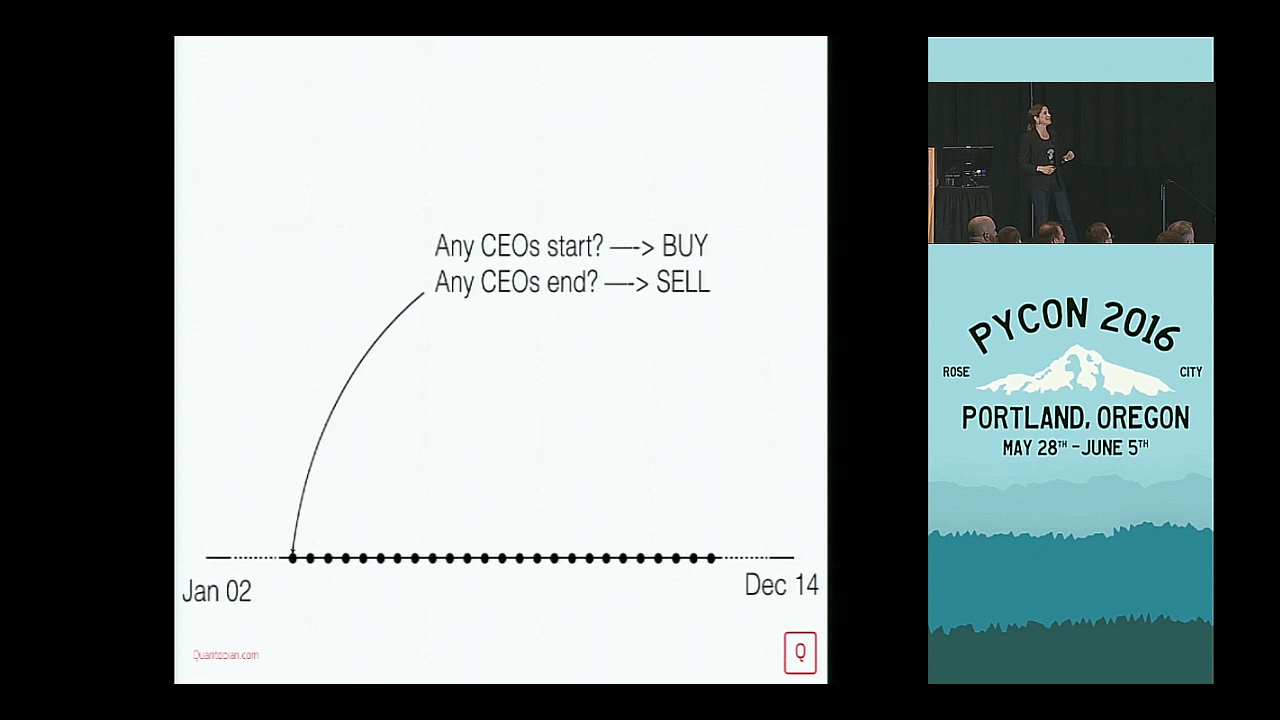 Any CEOs start? —-> BUY
Any CEOs end? —-> SELL
Jan 02
Dec 14
Quantopian.com
Q
PYCON 2016
ROSE CITY
PORTLAND, OREGON
MAY 28TH - JUNE 5TH